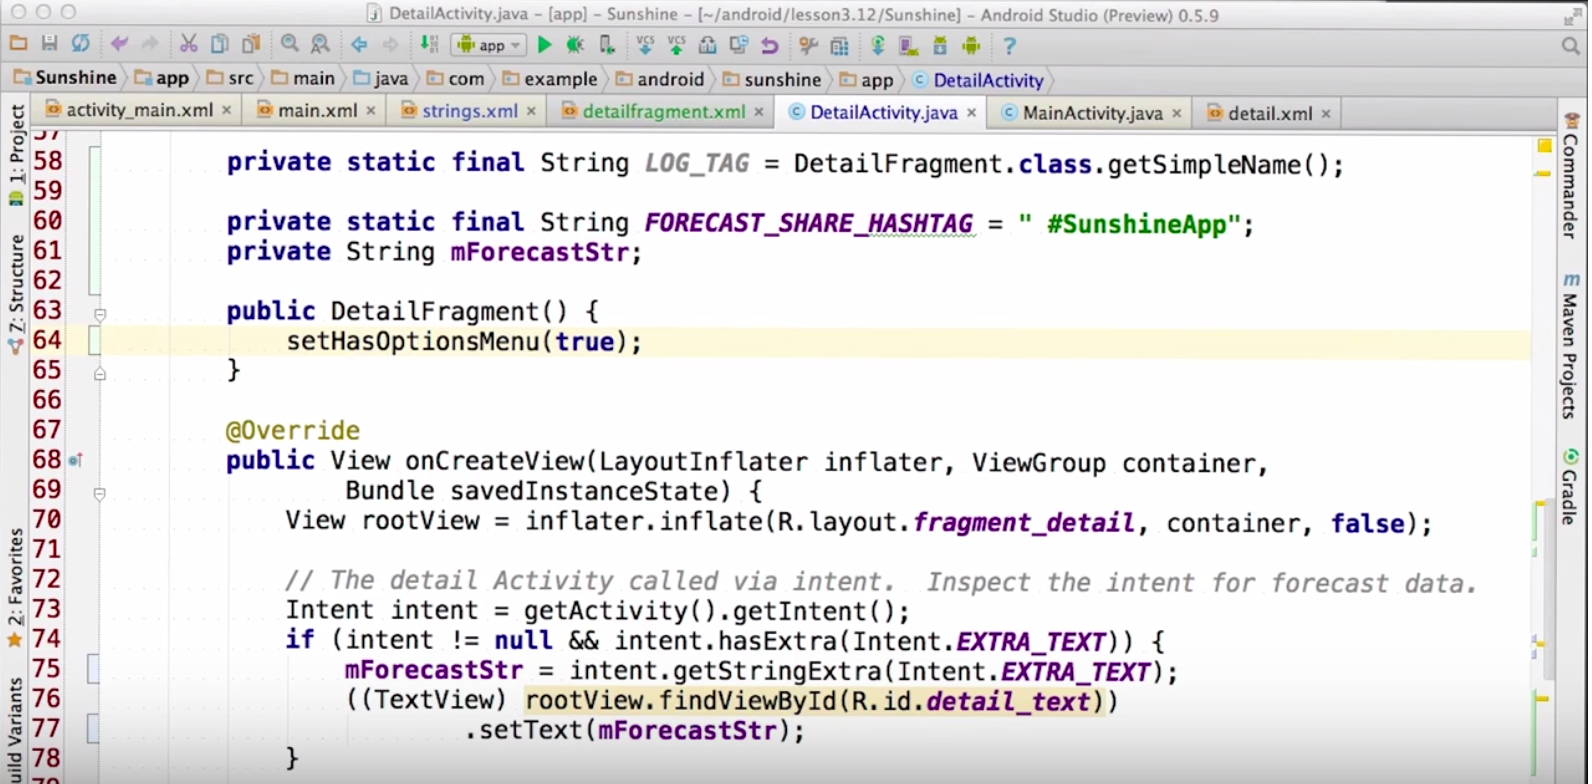 DetailActivity.java – [app] – Sunshine – [~/android/lesson3.12/Sunshine] – Android Studio (Preview) 0.5.9
app
VCS VCS
?
Sunshine app src main java com example android sunshine app DetailActivity
activity_main.xml main.xml strings.xml detailfragment.xml DetailActivity.java MainActivity.java detail.xml
1: Project
Z: Structure
2: Favorites
uild Variants
57
58 private static final String LOG_TAG = DetailFragment.class.getSimpleName();
59
60 private static final String FORECAST_SHARE_HASHTAG = " #SunshineApp";
61 private String mForecastStr;
62
63 public DetailFragment() {
64 setHasOptionsMenu(true);
65 }
66
67 @Override
68 public View onCreateView(LayoutInflater inflater, ViewGroup container,
69 Bundle savedInstanceState) {
70 View rootView = inflater.inflate(R.layout.fragment_detail, container, false);
71
72 // The detail Activity called via intent.  Inspect the intent for forecast data.
73 Intent intent = getActivity().getIntent();
74 if (intent != null && intent.hasExtra(Intent.EXTRA_TEXT)) {
75 mForecastStr = intent.getStringExtra(Intent.EXTRA_TEXT);
76 ((TextView) rootView.findViewById(R.id.detail_text))
77 .setText(mForecastStr);
78 }
79
Commander
Maven Projects
Gradle